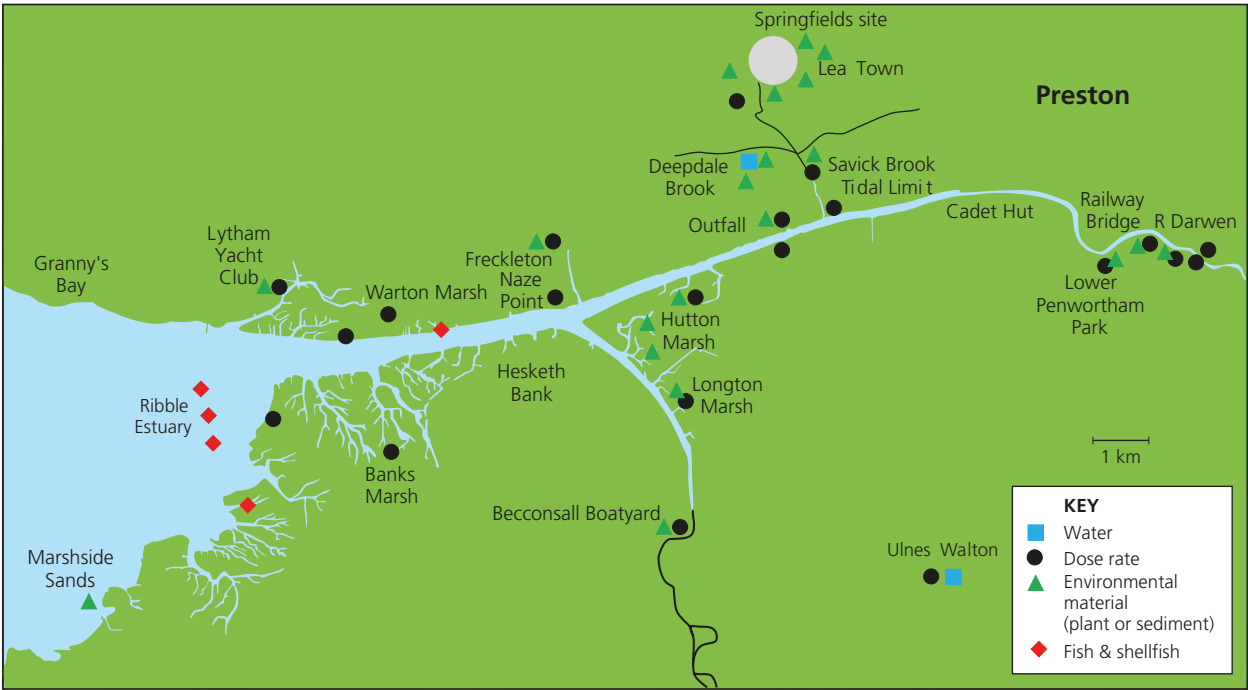 Springfields site
Lea Town
Preston
Deepdale
Brook
Savick Brook
Tidal Limit
Cadet Hut
Railway
Bridge
R Darwen
Outfall
Lower
Penwortham
Park
Lytham
Yacht
Club
Granny's
Bay
Freckleton
Naze
Point
Warton Marsh
Hutton
Marsh
Hesketh
Bank
Longton
Marsh
Ribble
Estuary
Banks
Marsh
1 km
Becconsall Boatyard
Ulnes Walton
Marshside
Sands
KEY
Water
Dose rate
Environmental
material
(plant or sediment)
Fish & shellfish